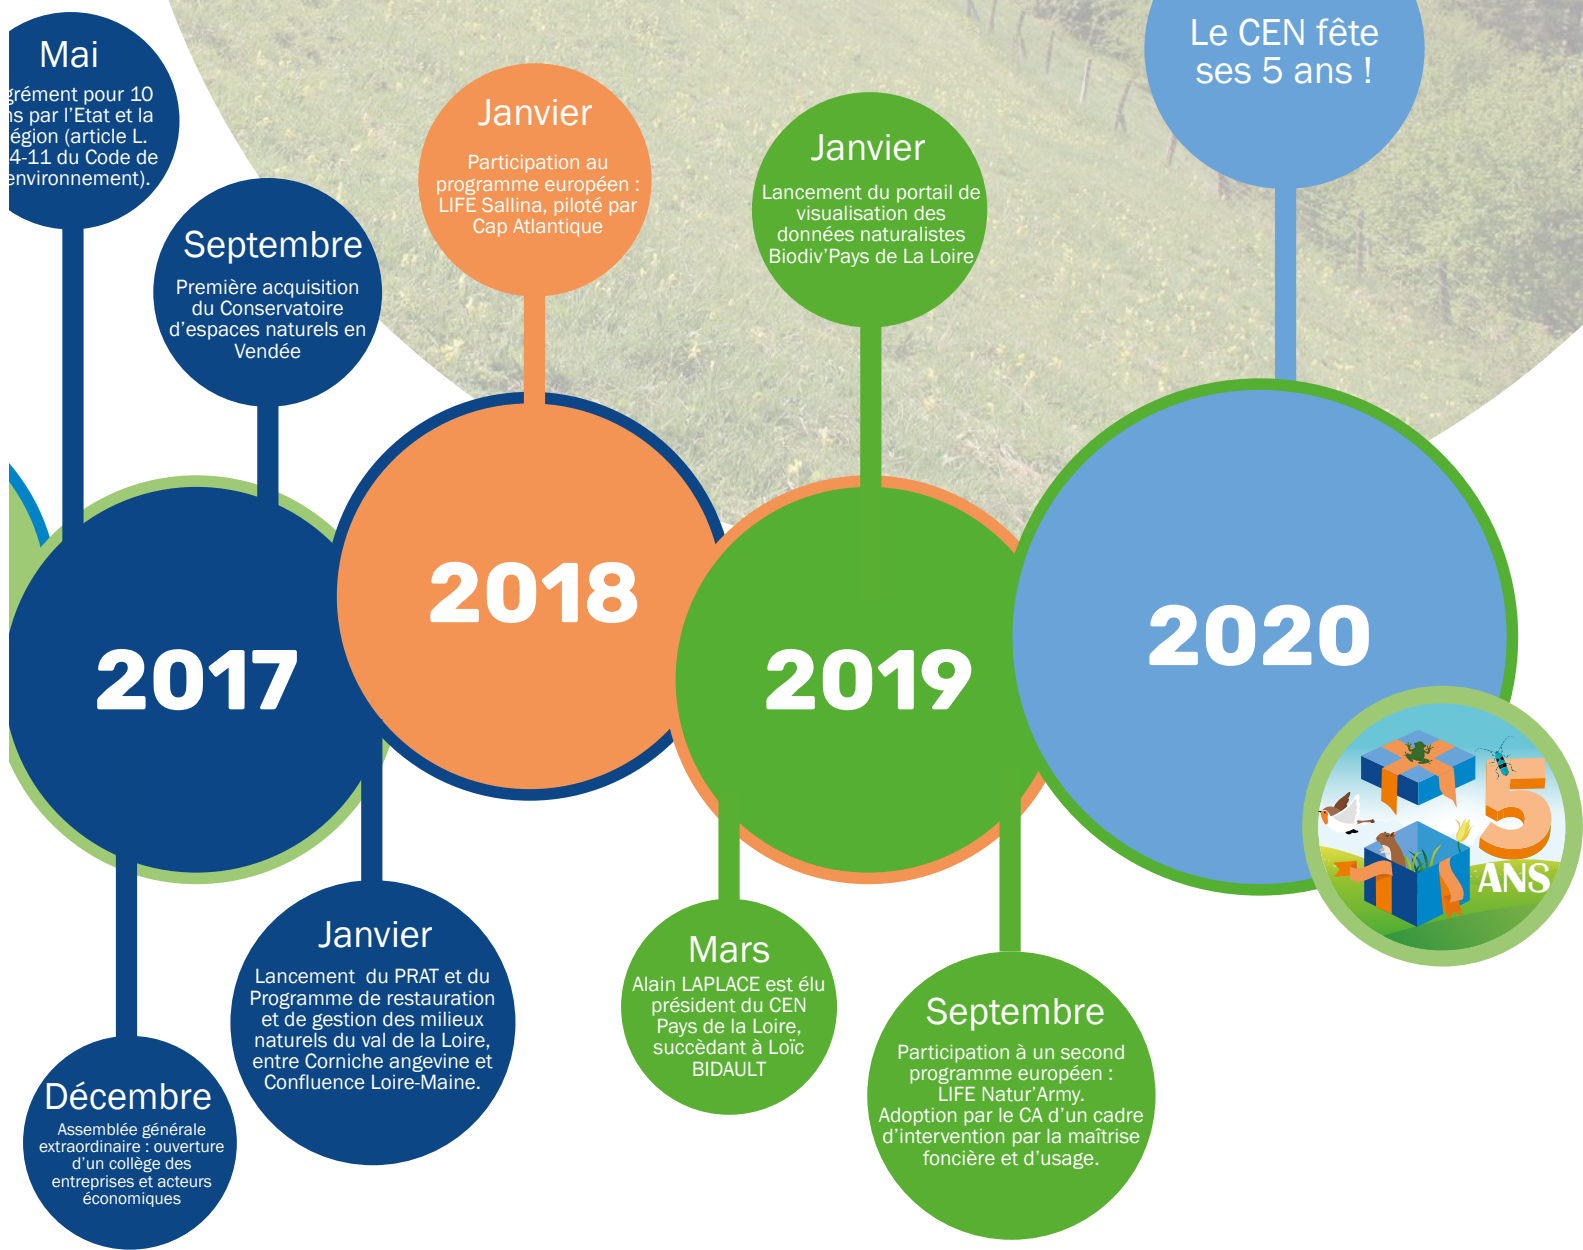 Mai
grément pour 10
ns par l'Etat et la
égion (article L.
4-11 du Code de
environnement).
Septembre
Première acquisition
du Conservatoire
d'espaces naturels en
Vendée
2017
Décembre
Assemblée générale
extraordinaire : ouverture
d'un collège des
entreprises et acteurs
économiques
Janvier
Lancement  du PRAT et du
Programme de restauration
et de gestion des milieux
naturels du val de la Loire,
entre Corniche angevine et
Confluence Loire-Maine.
Janvier
Participation au
programme européen :
LIFE Sallina, piloté par
Cap Atlantique
2018
Janvier
Lancement du portail de
visualisation des
données naturalistes
Biodiv'Pays de La Loire
2019
Mars
Alain LAPLACE est élu
président du CEN
Pays de la Loire,
succèdant à Loïc
BIDAULT
Septembre
Participation à un second
programme européen :
LIFE Natur'Army.
Adoption par le CA d'un cadre
d'intervention par la maîtrise
foncière et d'usage.
Le CEN fête
ses 5 ans !
2020
5
ANS